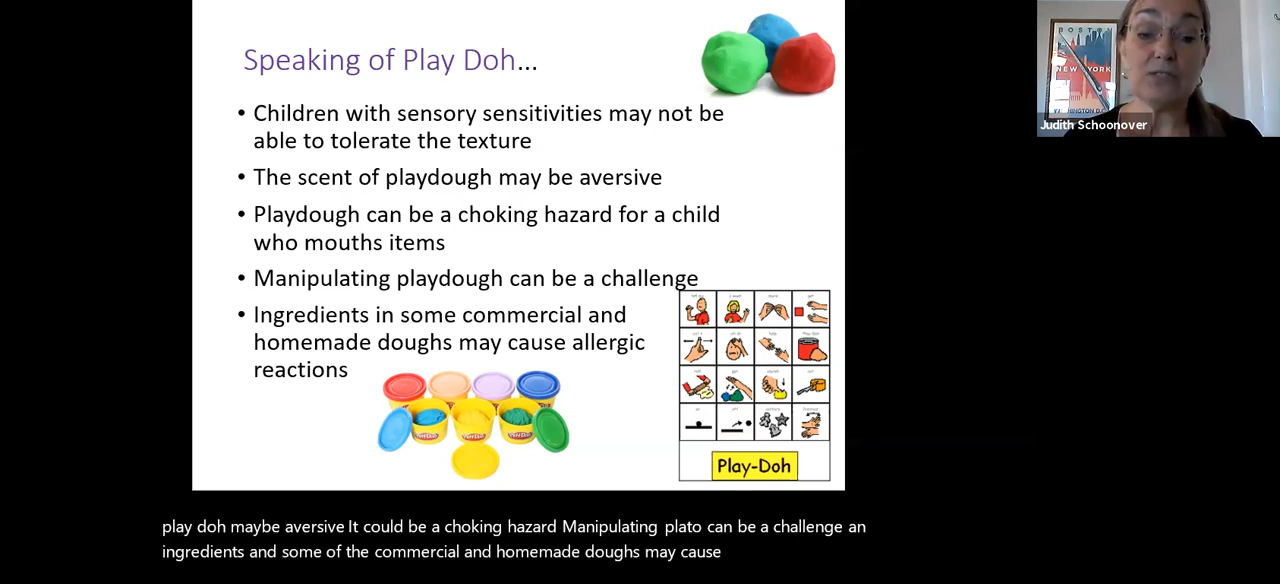 Speaking of Play Doh...
• Children with sensory sensitivities may not be
able to tolerate the texture
• The scent of playdough may be aversive
• Playdough can be a choking hazard for a child
who mouths items
• Manipulating playdough can be a challenge
• Ingredients in some commercial and
homemade doughs may cause allergic
reactions
Play-Doh
BOSTON
NEW YORK
WASHINGTON D.C.
Judith Schoonover
play doh maybe aversive It could be a choking hazard Manipulating plato can be a challenge an
ingredients and some of the commercial and homemade doughs may cause